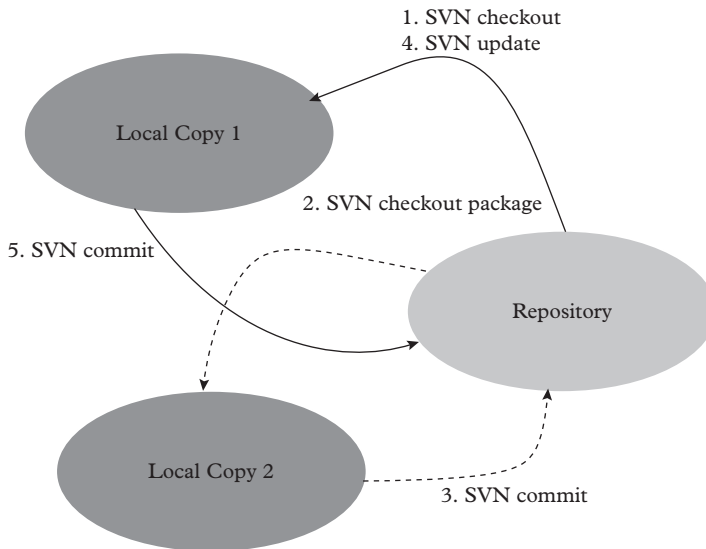 1. SVN checkout
4. SVN update
Local Copy 1
2. SVN checkout package
5. SVN commit
Repository
Local Copy 2
3. SVN commit